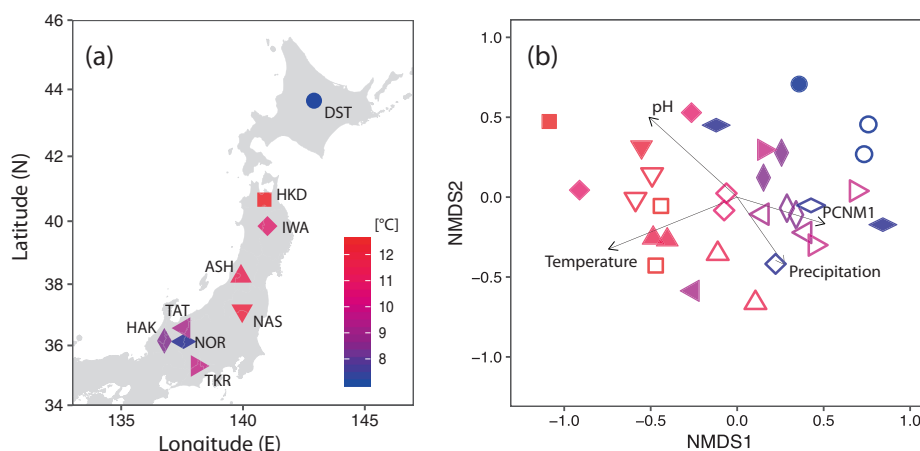 (a)
Latitude (N)
46
44
42
40
38
36
34
DST
HKD
IWA
ASH
NAS
TAT
HAK
NOR
TKR
[°C]
12
11
10
9
8
135
140
145
Longitude (E)
(b)
NMDS2
1.0
0.5
0.0
−0.5
−1.0
pH
PCNM1
Temperature
Precipitation
−1.0
−0.5
0.0
0.5
1.0
NMDS1